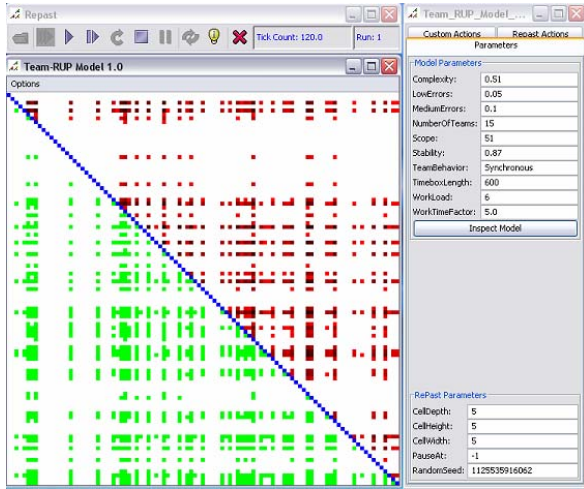 Repast
Tick Count: 120.0
Run: 1
Team-RUP Model 1.0
Options
Team_RUP_Model_...
Custom Actions
Repast Actions
Parameters
Model Parameters
Complexity: 0.51
LowErrors: 0.05
MediumErrors: 0.1
NumberOfTeams: 15
Scope: 51
Stability: 0.87
TeamBehavior: Synchronous
TimeboxLength: 600
WorkLoad: 6
WorkTimeFactor: 5.0
Inspect Model
RePast Parameters
CellDepth: 5
CellHeight: 5
CellWidth: 5
PauseAt: -1
RandomSeed: 1125535916062